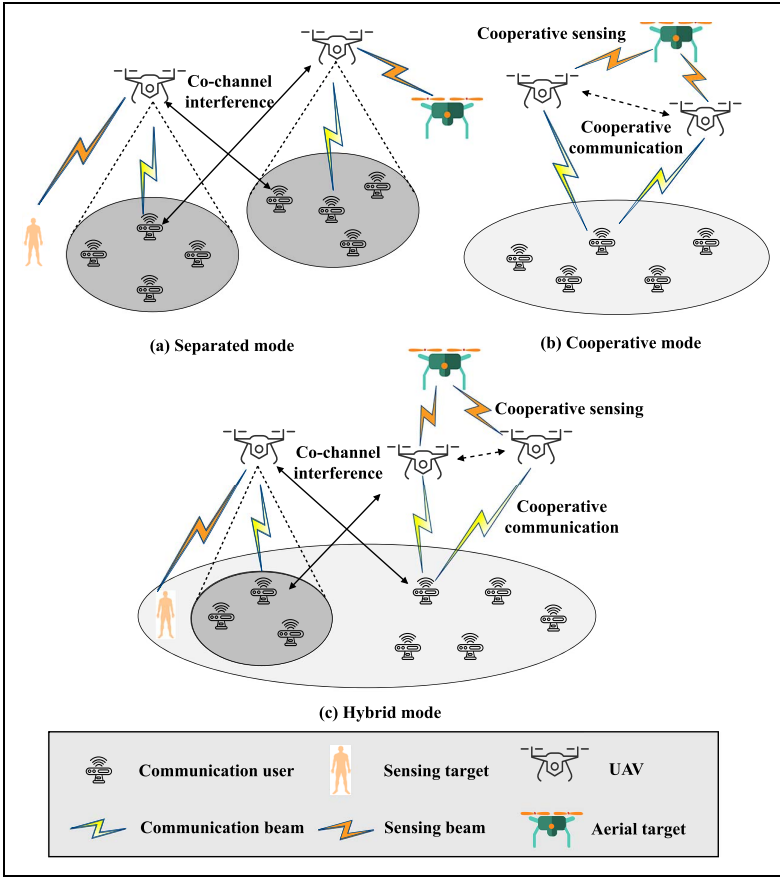 Co-channel
interference
Cooperative sensing
Cooperative
communication
(a) Separated mode
(b) Cooperative mode
Co-channel
interference
Cooperative sensing
Cooperative
communication
(c) Hybrid mode
Communication user
Sensing target
UAV
Communication beam
Sensing beam
Aerial target